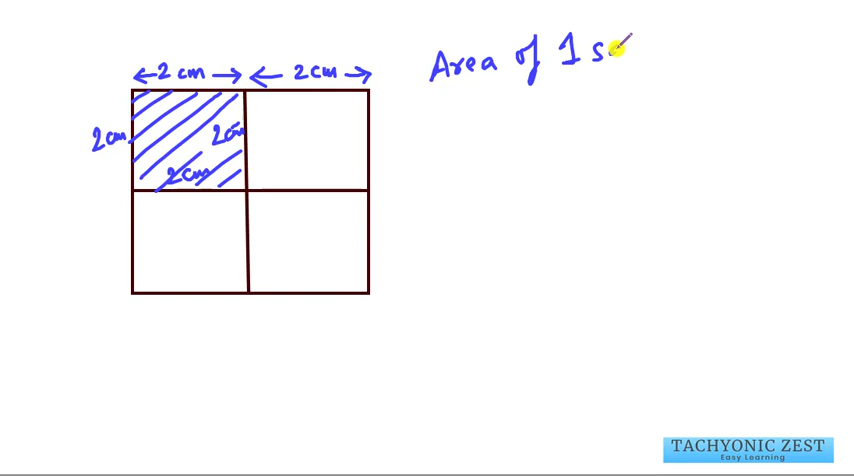 Area of 1 s
2 cm 2 cm
2 cm 2 cm
2 cm
TACHYONIC ZEST
Easy Learning